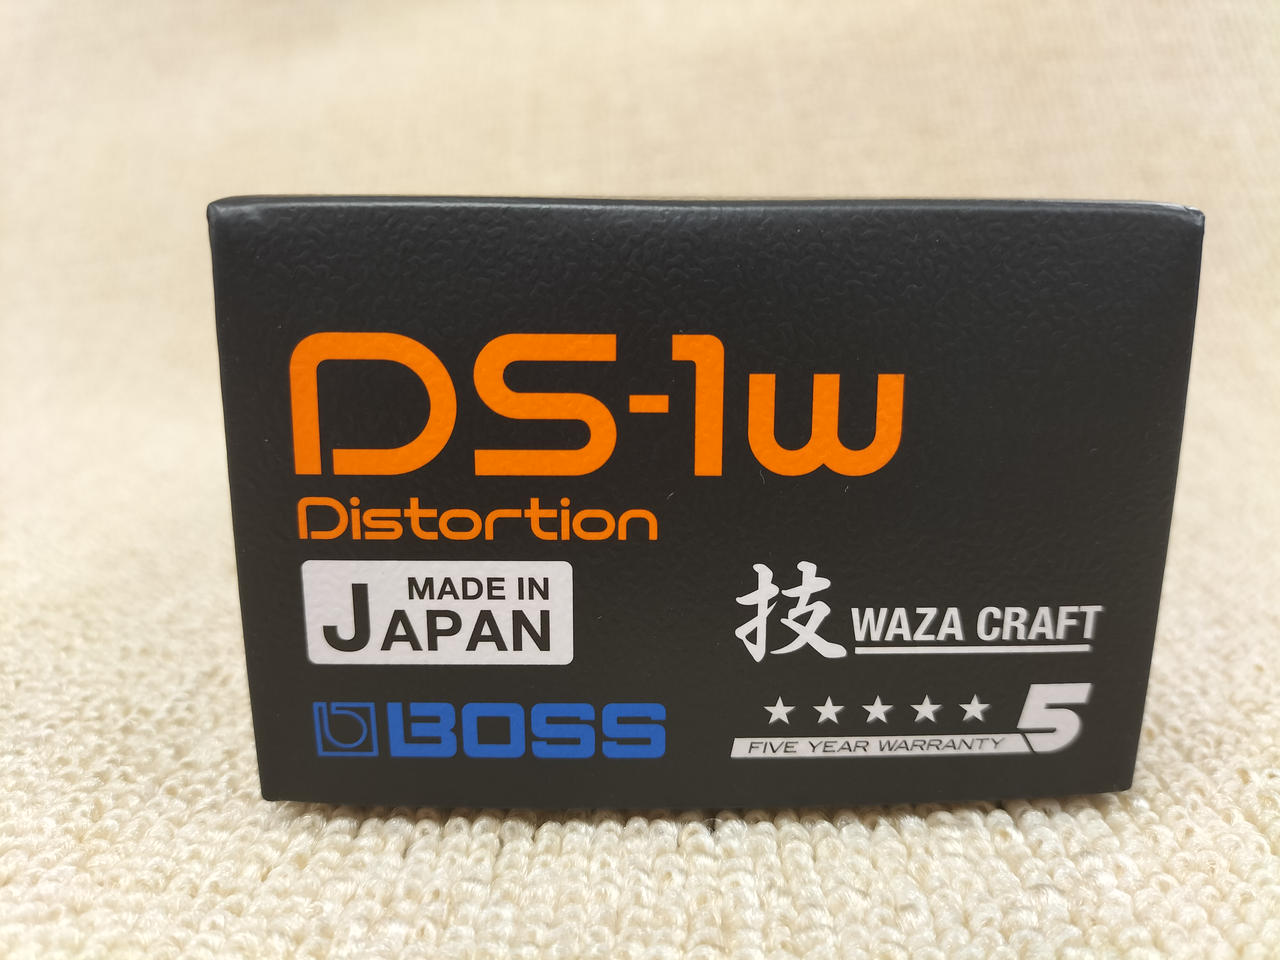 DS-1w
Distortion
MADE IN
JAPAN
技 WAZA CRAFT
BOSS
5
FIVE YEAR WARRANTY